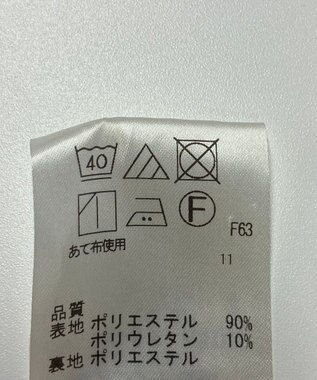 40
F
F63
あて布使用
11
品質
表地 ポリエステル 90%
ポリウレタン 10%
裏地 ポリエステル